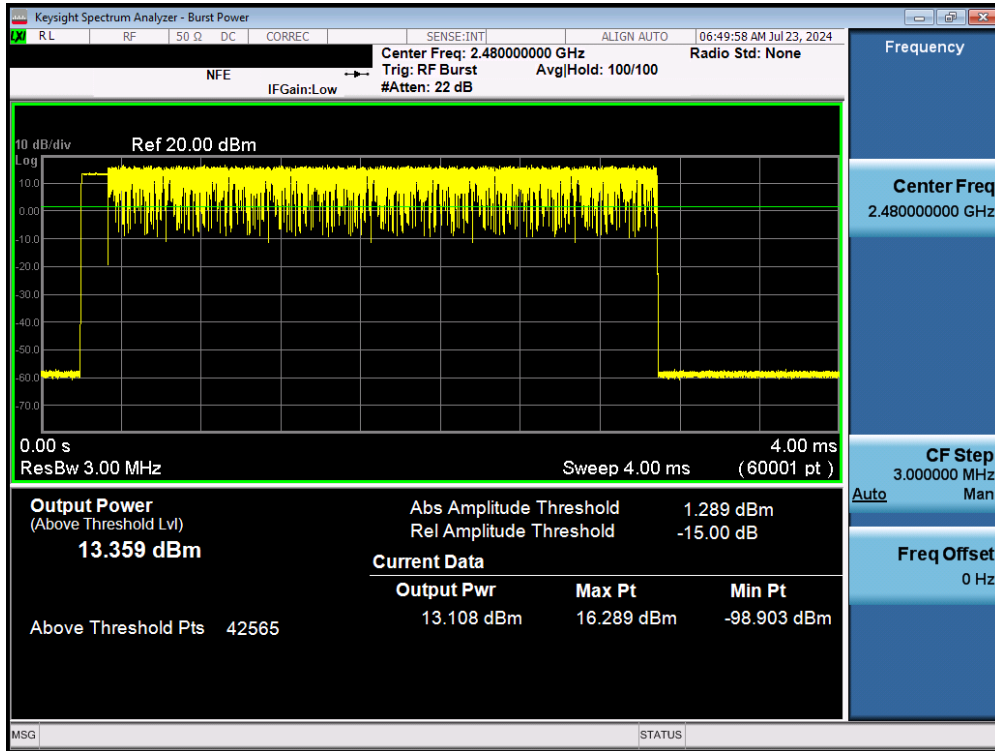 Keysight Spectrum Analyzer - Burst Power
LXI RL RF 50 Ω DC CORREC SENSE:INT ALIGN AUTO 06:49:58 AM Jul 23, 2024
NFE
IFGain:Low
Center Freq: 2.480000000 GHz Radio Std: None
Trig: RF Burst Avg|Hold: 100/100
#Atten: 22 dB
10 dB/div Ref 20.00 dBm
Log
10.0
0.00
-10.0
-20.0
-30.0
-40.0
-50.0
-60.0
-70.0
0.00 s 4.00 ms
ResBw 3.00 MHz Sweep 4.00 ms (60001 pt )
Output Power
(Above Threshold Lvl)
13.359 dBm
Above Threshold Pts 42565
Abs Amplitude Threshold 1.289 dBm
Rel Amplitude Threshold -15.00 dB
Current Data
Output Pwr Max Pt Min Pt
13.108 dBm 16.289 dBm -98.903 dBm
Frequency
Center Freq
2.480000000 GHz
CF Step
3.000000 MHz
Auto Man
Freq Offset
0 Hz
MSG STATUS